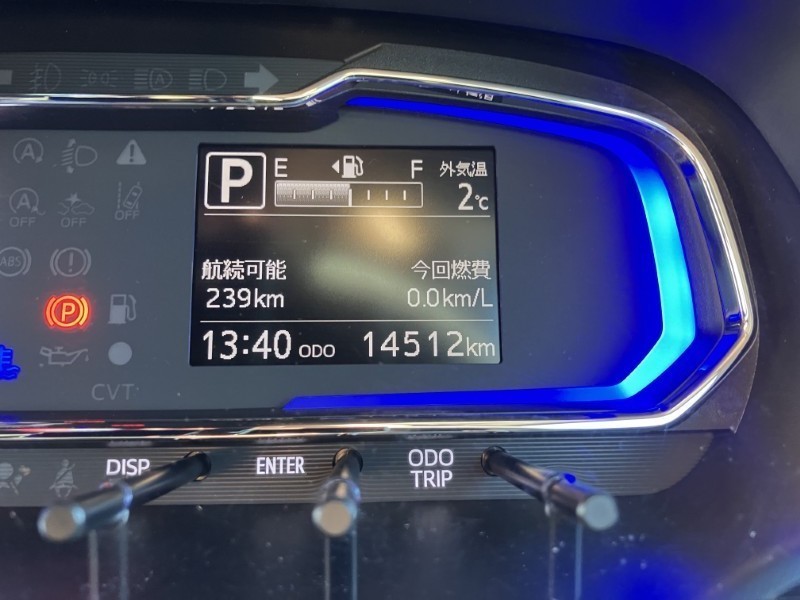 P E F 外気温
2℃
航続可能 今回燃費
239km 0.0km/L
13:40 ODO 14512km
A
A
OFF OFF OFF
ABS
P
CVT
DISP ENTER ODO
TRIP